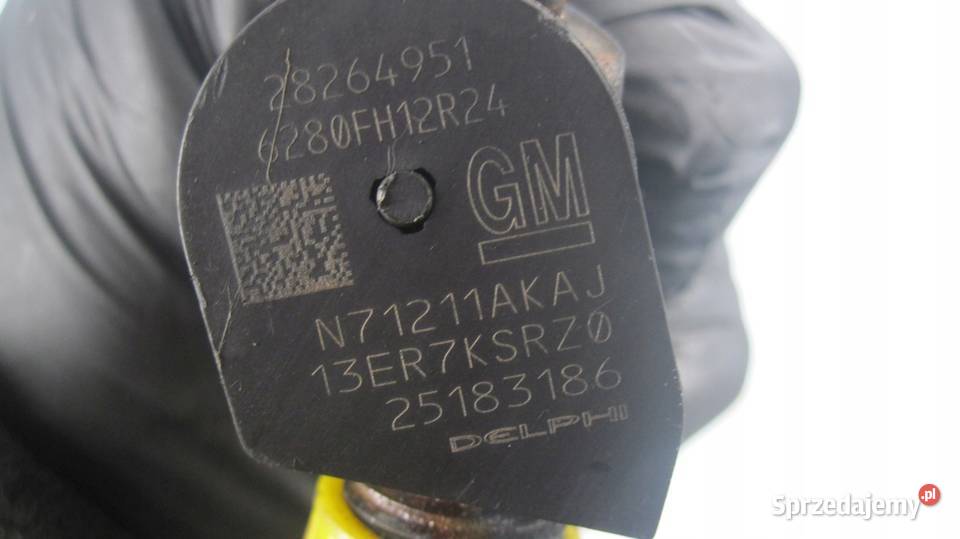 28264951
6280FH12R24
GM
N71211AKAJ
13ER7KSRZ0
25183186
DELPHI
Sprzedajemy.pl